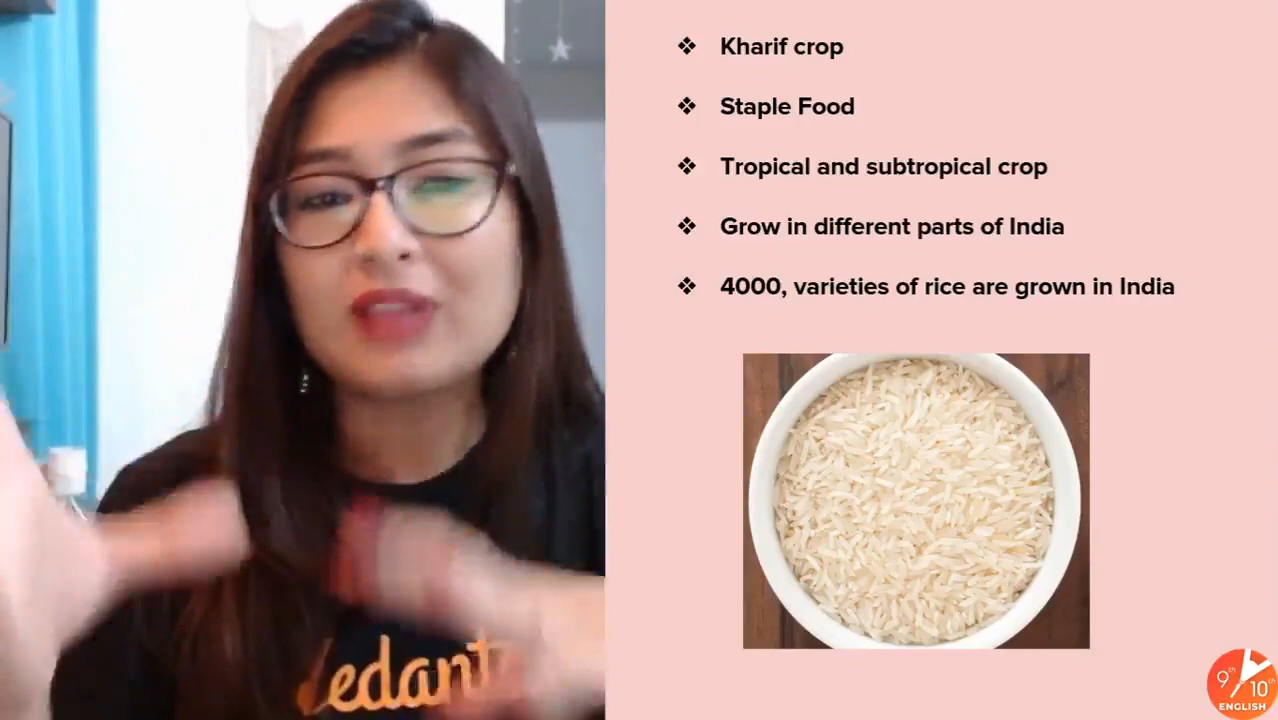 Kharif crop
Staple Food
Tropical and subtropical crop
Grow in different parts of India
4000, varieties of rice are grown in India
9th
10th
ENGLISH